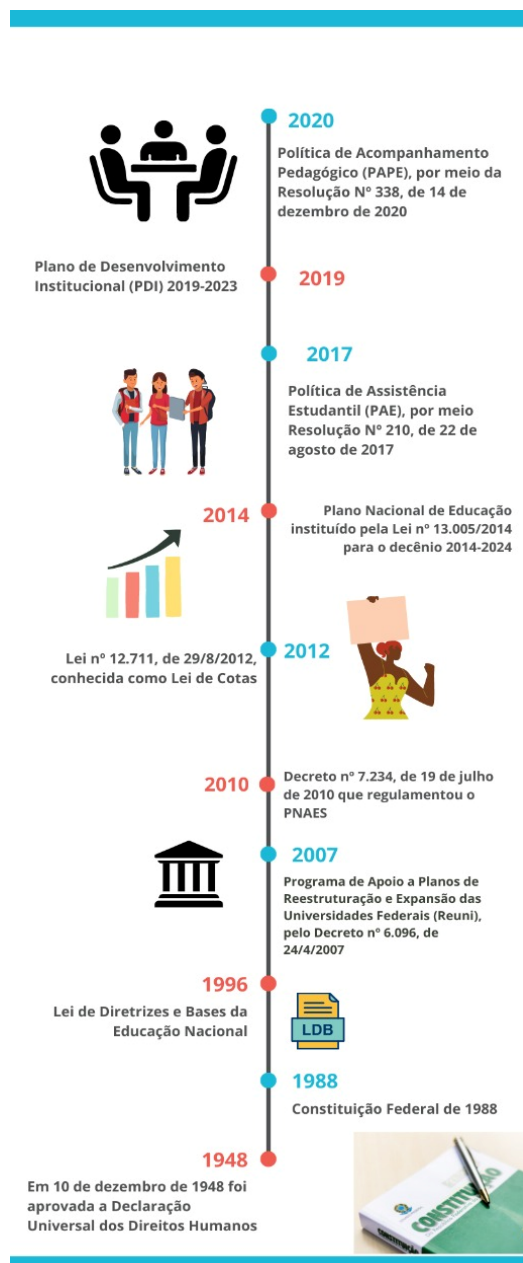 2020
Política de Acompanhamento
Pedagógico (PAPE), por meio da
Resolução Nº 338, de 14 de
dezembro de 2020
Plano de Desenvolvimento
Institucional (PDI) 2019-2023
2019
2017
Política de Assistência
Estudantil (PAE), por meio
Resolução Nº 210, de 22 de
agosto de 2017
2014
Plano Nacional de Educação
instituído pela Lei nº 13.005/2014
para o decênio 2014-2024
2012
Lei nº 12.711, de 29/8/2012,
conhecida como Lei de Cotas
2010
Decreto nº 7.234, de 19 de julho
de 2010 que regulamentou o
PNAES
2007
Programa de Apoio a Planos de
Reestruturação e Expansão das
Universidades Federais (Reuni),
pelo Decreto nº 6.096, de
24/4/2007
1996
Lei de Diretrizes e Bases da
Educação Nacional
LDB
1988
Constituição Federal de 1988
1948
Em 10 de dezembro de 1948 foi
aprovada a Declaração
Universal dos Direitos Humanos
CONSTITUIÇÃO
CONSTITUIÇÃO